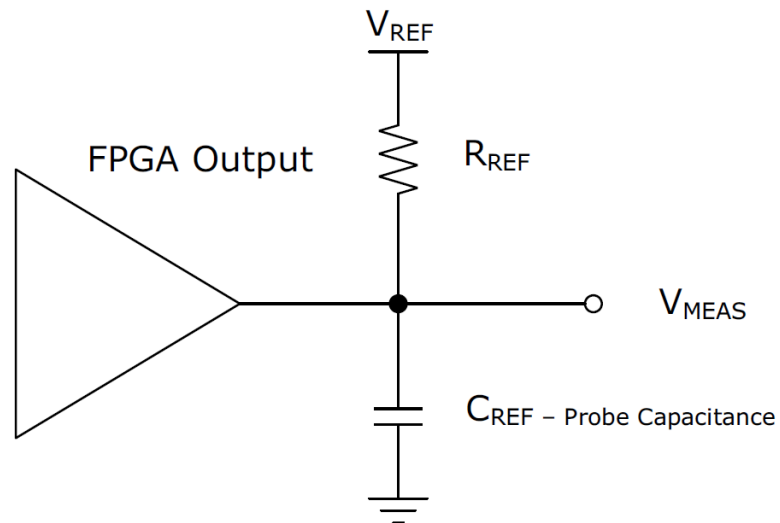 VREF
FPGA Output
RREF
VMEAS
CREF – Probe Capacitance